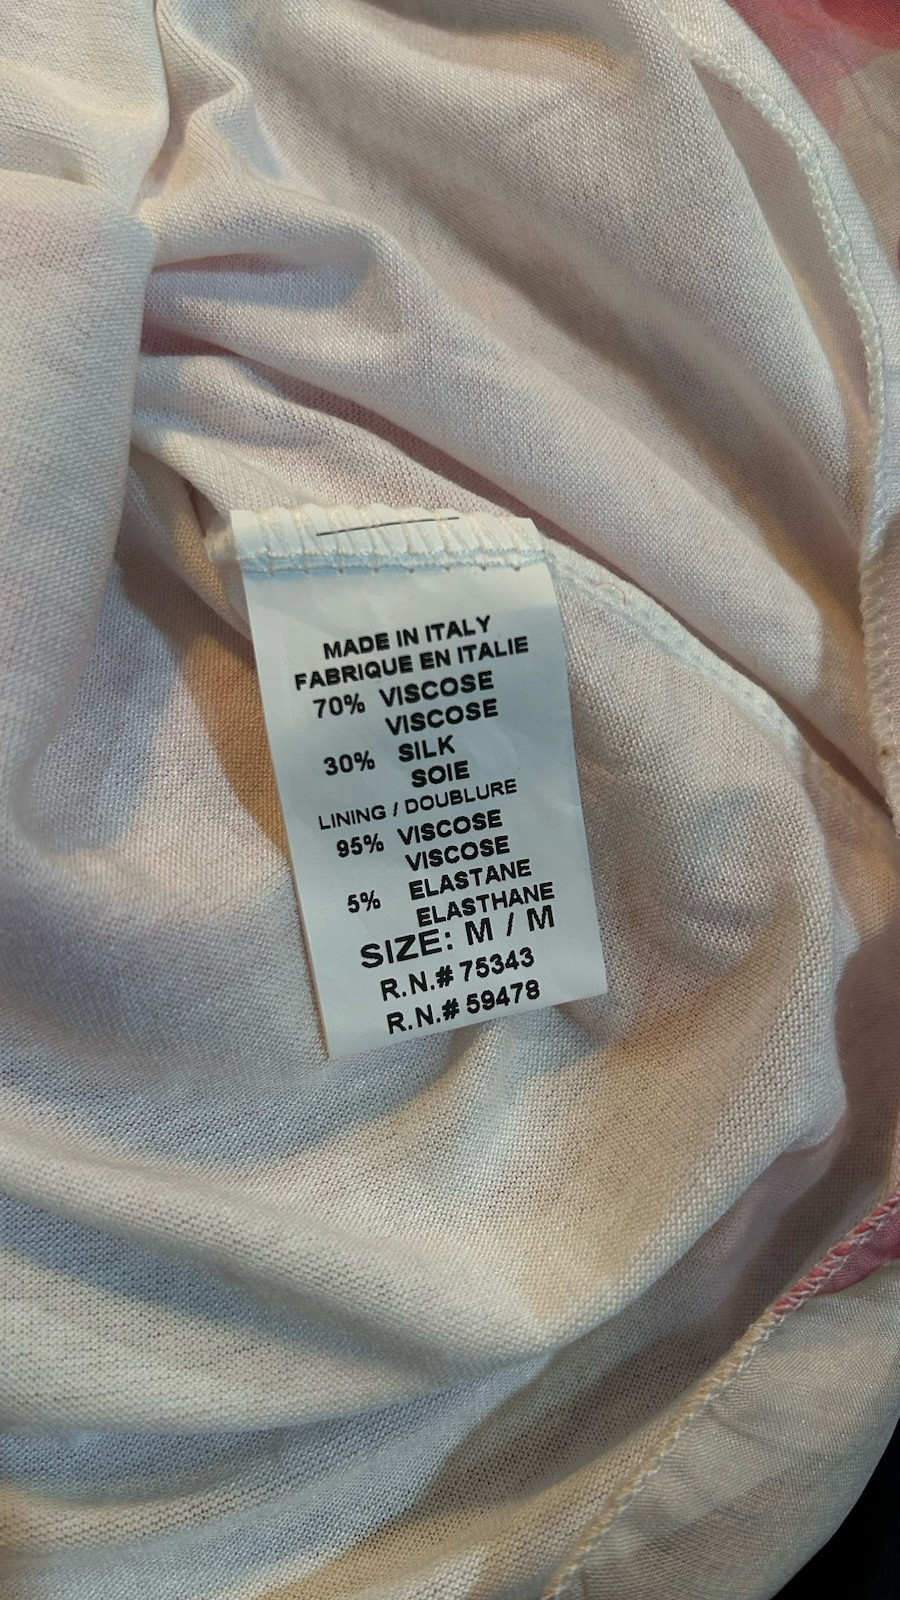 MADE IN ITALY
FABRIQUE EN ITALIE
70% VISCOSE
VISCOSE
30% SILK
SOIE
LINING / DOUBLURE
95% VISCOSE
VISCOSE
5% ELASTANE
ELASTHANE
SIZE: M / M
R.N.# 75343
R.N.# 59478